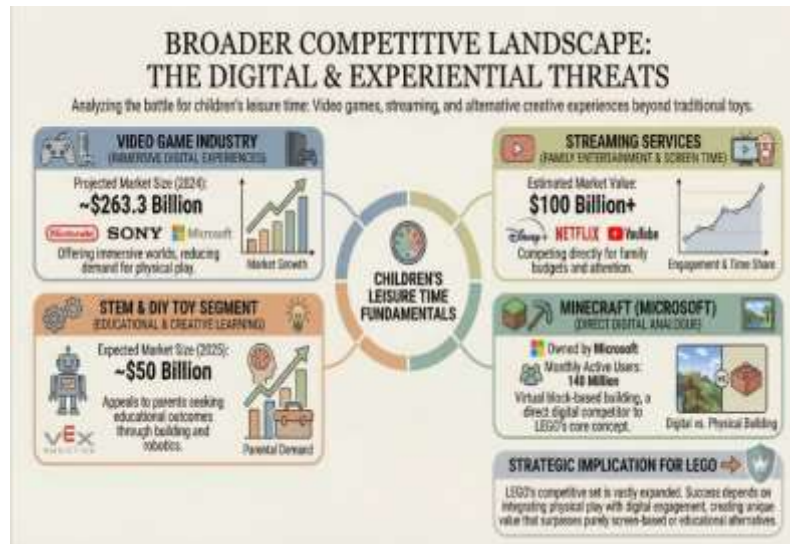 BROADER COMPETITIVE LANDSCAPE:
THE DIGITAL & EXPERIENTIAL THREATS
Analyzing the battle for children's leisure time: Video games, streaming, and alternative creative experiences beyond traditional toys.
VIDEO GAME INDUSTRY
(IMMERSIVE DIGITAL EXPERIENCES)
Projected Market Size (2024):
~$263.3 Billion
Nintendo SONY Microsoft
Offering immersive worlds, reducing
demand for physical play.
Market Growth
STREAMING SERVICES
(FAMILY ENTERTAINMENT & SCREEN TIME)
Estimated Market Value:
$100 Billion+
Disney+ NETFLIX YouTube
Competing directly for family
budgets and attention.
Engagement & Time Share
CHILDREN'S
LEISURE TIME
FUNDAMENTALS
STEM & DIY TOY SEGMENT
(EDUCATIONAL & CREATIVE LEARNING)
Expected Market Size (2025):
~$50 Billion
Appeals to parents seeking
educational outcomes
through building and
robotics.
VEX
Parental Demand
MINECRAFT (MICROSOFT)
(DIRECT DIGITAL ANALOGUE)
Owned by Microsoft
Monthly Active Users:
140 Million
Virtual block-based building, a
direct digital competitor to
LEGO's core concept.
VS
Digital vs. Physical Building
STRATEGIC IMPLICATION FOR LEGO
LEGO's competitive set is vastly expanded. Success depends on
integrating physical play with digital engagement, creating unique
value that surpasses purely screen-based or educational alternatives.